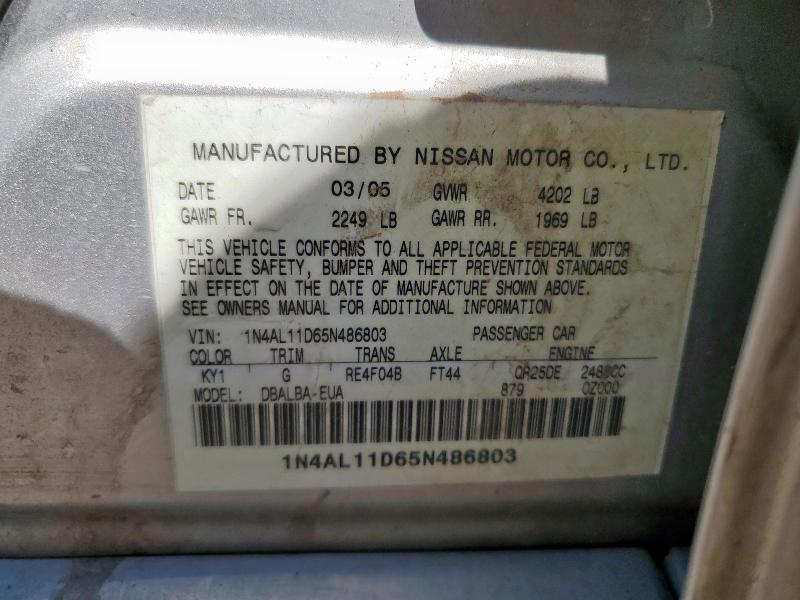 MANUFACTURED BY NISSAN MOTOR CO., LTD.
DATE 03/05 GVWR 4202 LB
GAWR FR. 2249 LB GAWR RR. 1969 LB
THIS VEHICLE CONFORMS TO ALL APPLICABLE FEDERAL MOTOR
VEHICLE SAFETY, BUMPER AND THEFT PREVENTION STANDARDS
IN EFFECT ON THE DATE OF MANUFACTURE SHOWN ABOVE.
SEE OWNERS MANUAL FOR ADDITIONAL INFORMATION
VIN: 1N4AL11D65N486803 PASSENGER CAR
COLOR TRIM TRANS AXLE ENGINE
KY1 G RE4F04B FT44 QR25DE 2488CC
MODEL: DBALBA-EUA 879 0Z000
1N4AL11D65N486803